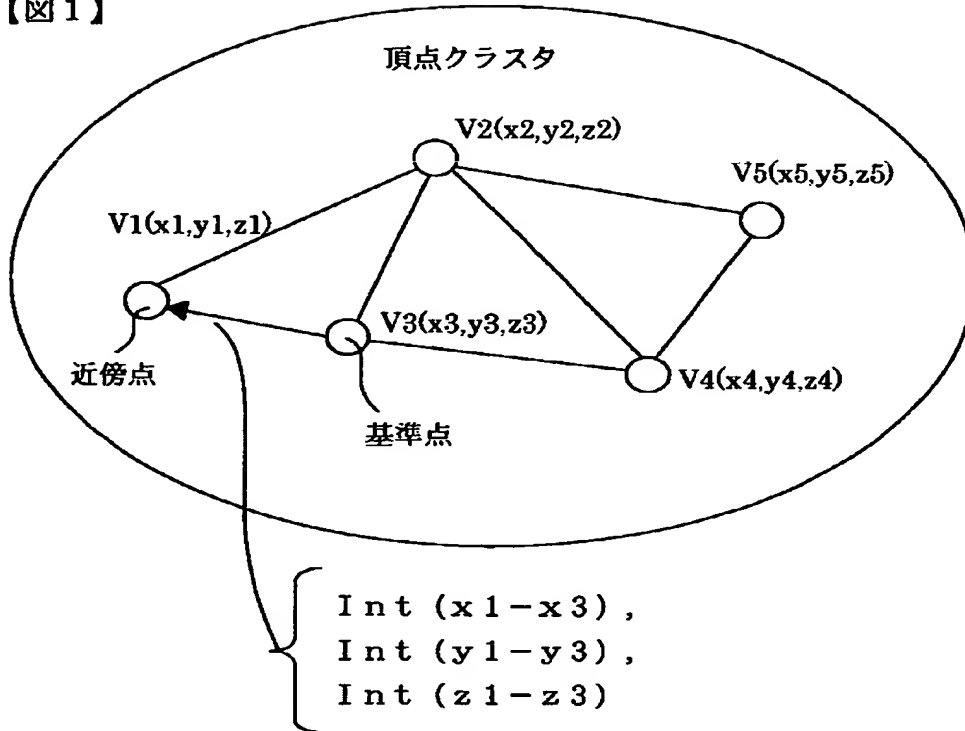 【図1】
頂点クラスタ
V2(x2,y2,z2)
V5(x5,y5,z5)
V1(x1,y1,z1)
V3(x3,y3,z3)
近傍点
V4(x4,y4,z4)
基準点
Int(x1-x3),
Int(y1-y3),
Int(z1-z3)